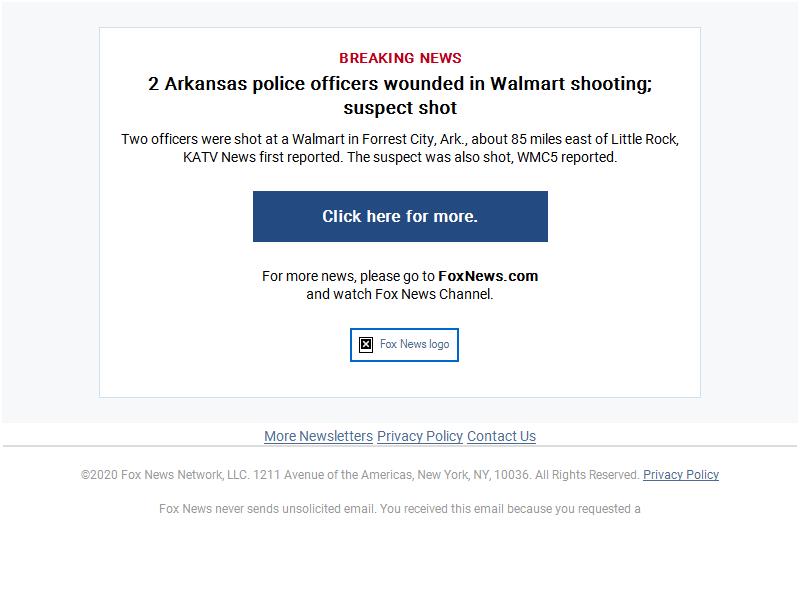 BREAKING NEWS
2 Arkansas police officers wounded in Walmart shooting;
suspect shot
Two officers were shot at a Walmart in Forrest City, Ark., about 85 miles east of Little Rock,
KATV News first reported. The suspect was also shot, WMC5 reported.
Click here for more.
For more news, please go to FoxNews.com
and watch Fox News Channel.
Fox News logo
More Newsletters Privacy Policy Contact Us
©2020 Fox News Network, LLC. 1211 Avenue of the Americas, New York, NY, 10036. All Rights Reserved. Privacy Policy
Fox News never sends unsolicited email. You received this email because you requested a